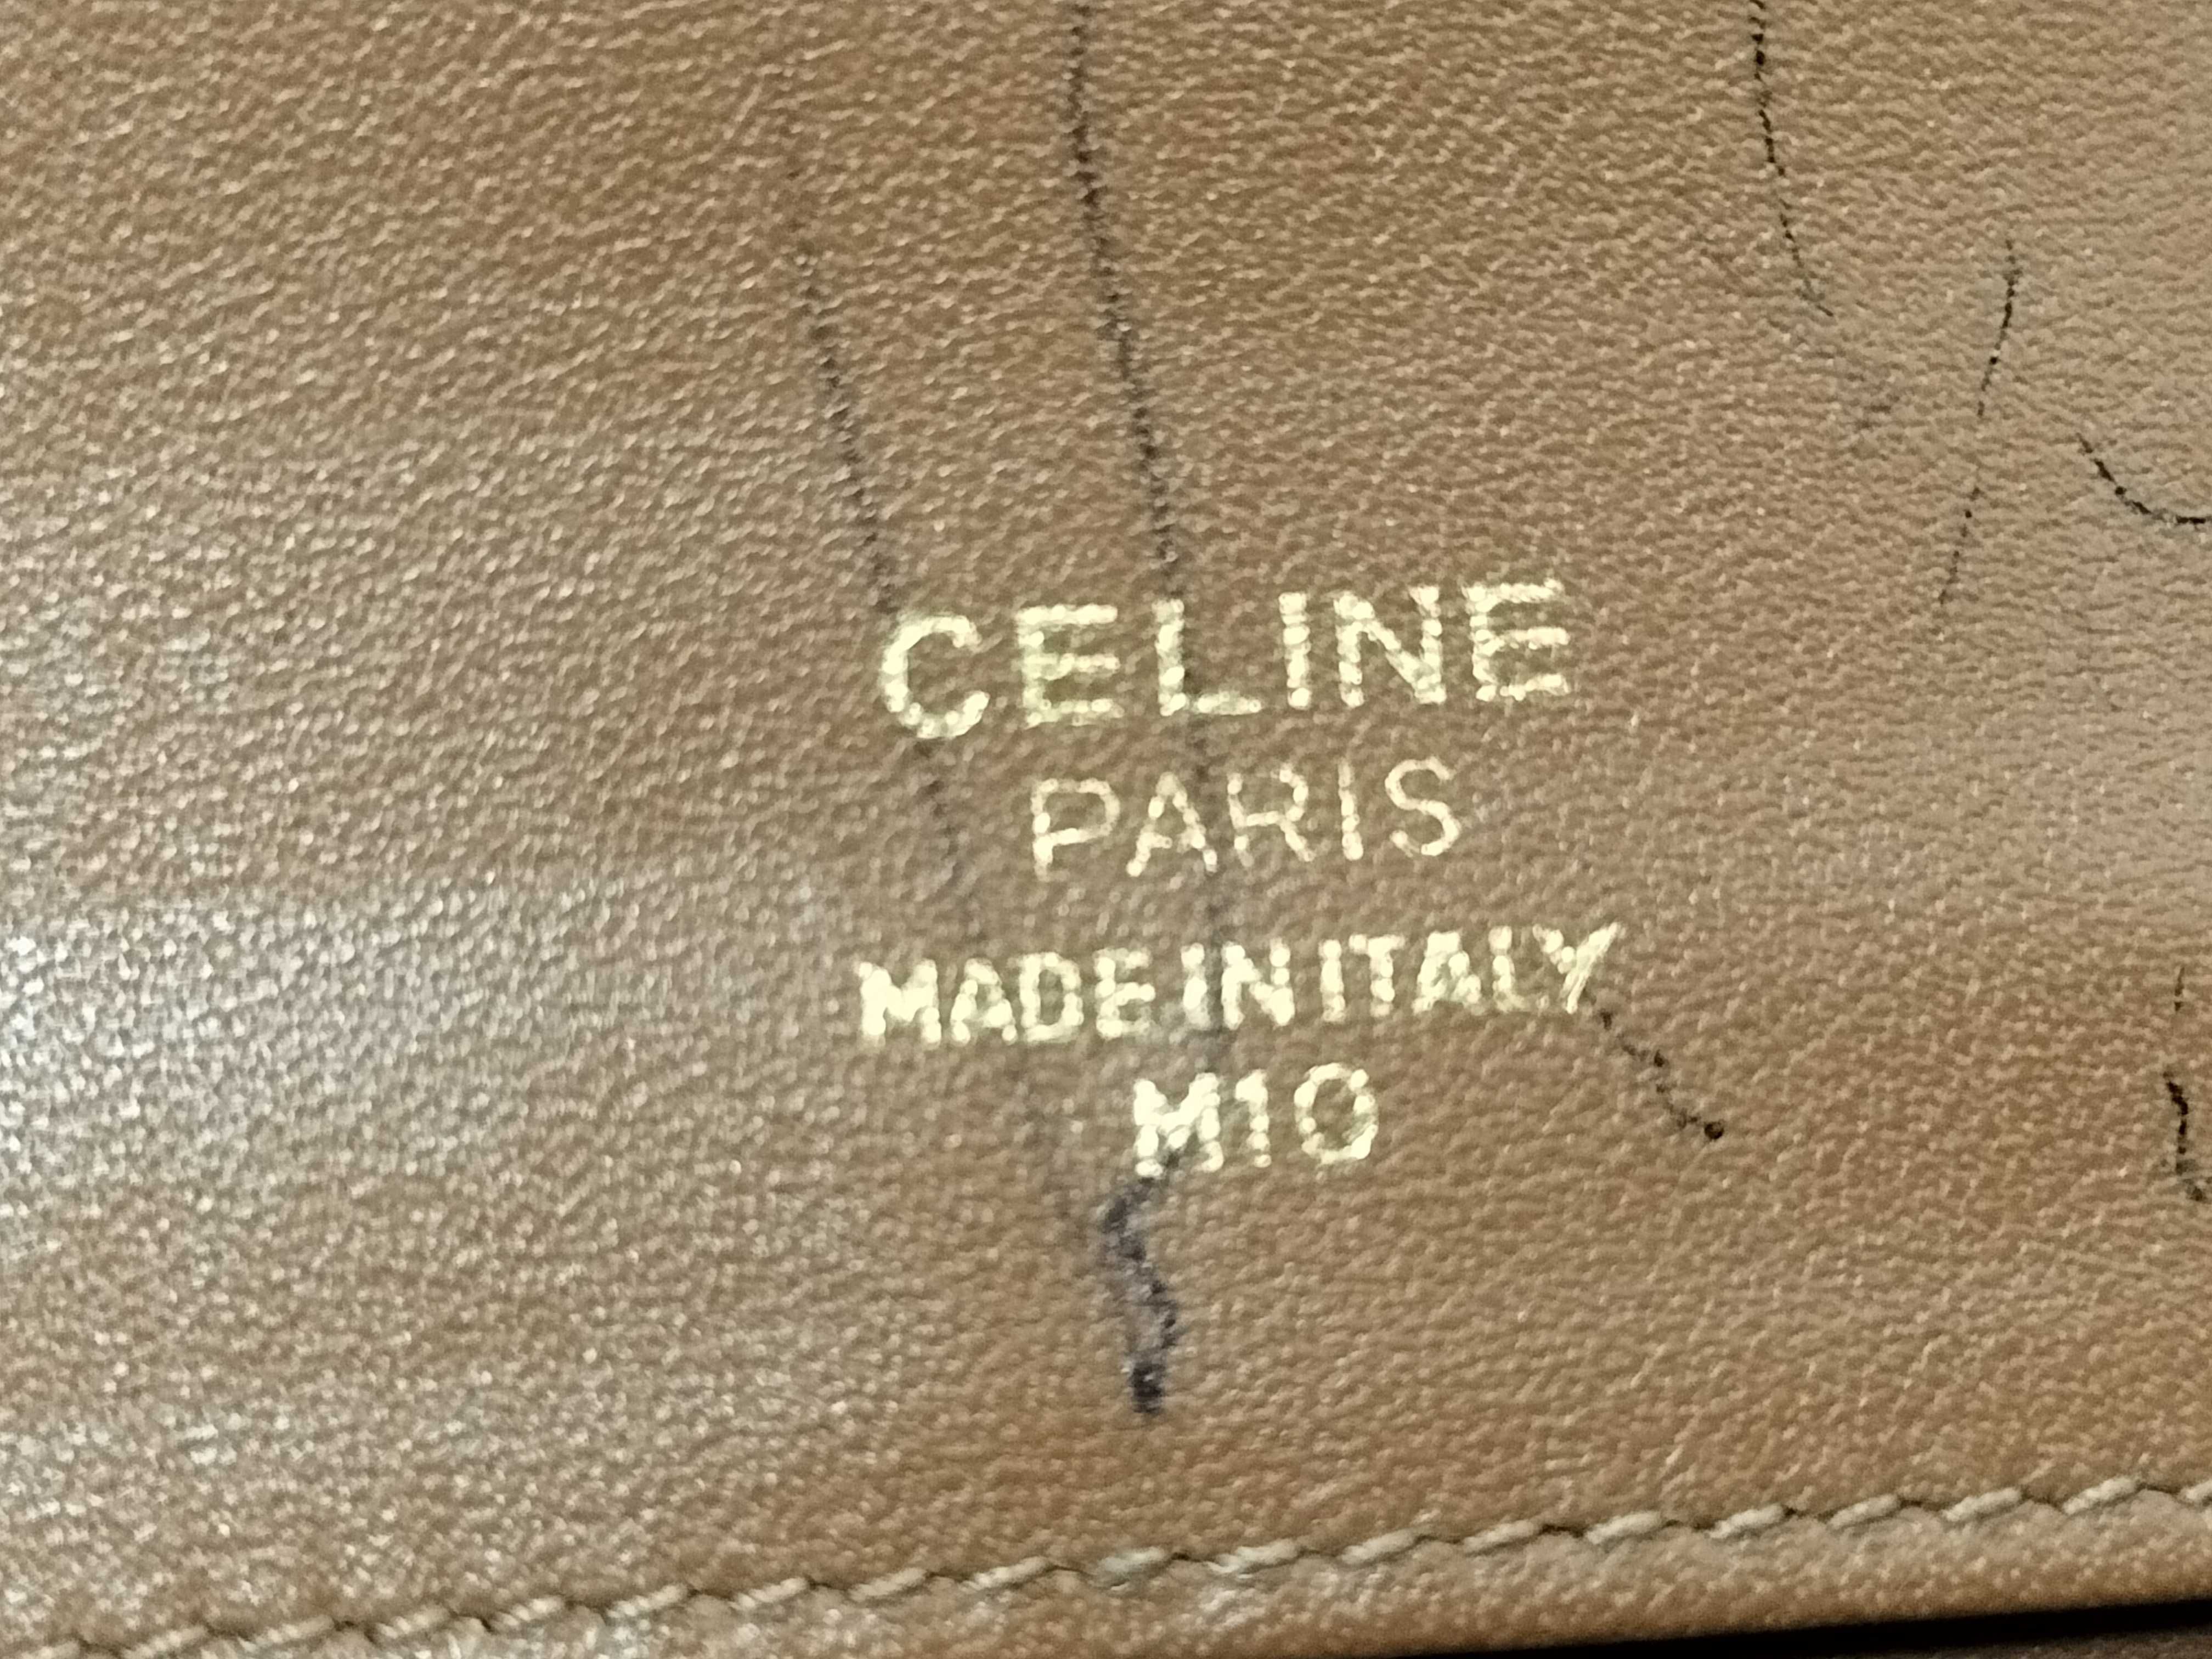 CELINE
PARIS
MADE IN ITALY
M10